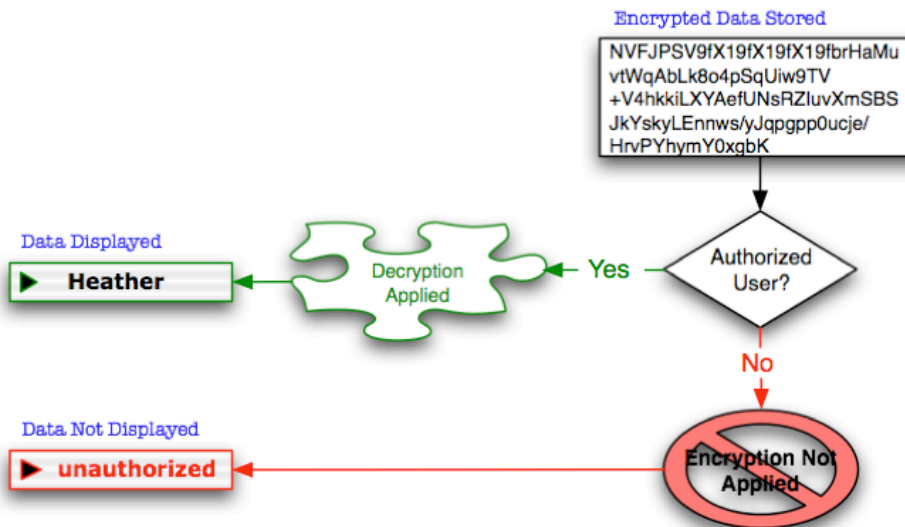 Encrypted Data Stored
NVFJPSV9fX19fX19fX19fbrHaMu
vtWqAbLk8o4pSqUiw9TV
+V4hkkiLXYAefUNsRZIuvXmSBS
JkYskyLEnnws/yJqpgpp0ucje/
HrvPYhymY0xgbK
Authorized
User?
Yes
Decryption
Applied
Data Displayed
Heather
No
Encryption Not
Applied
Data Not Displayed
unauthorized